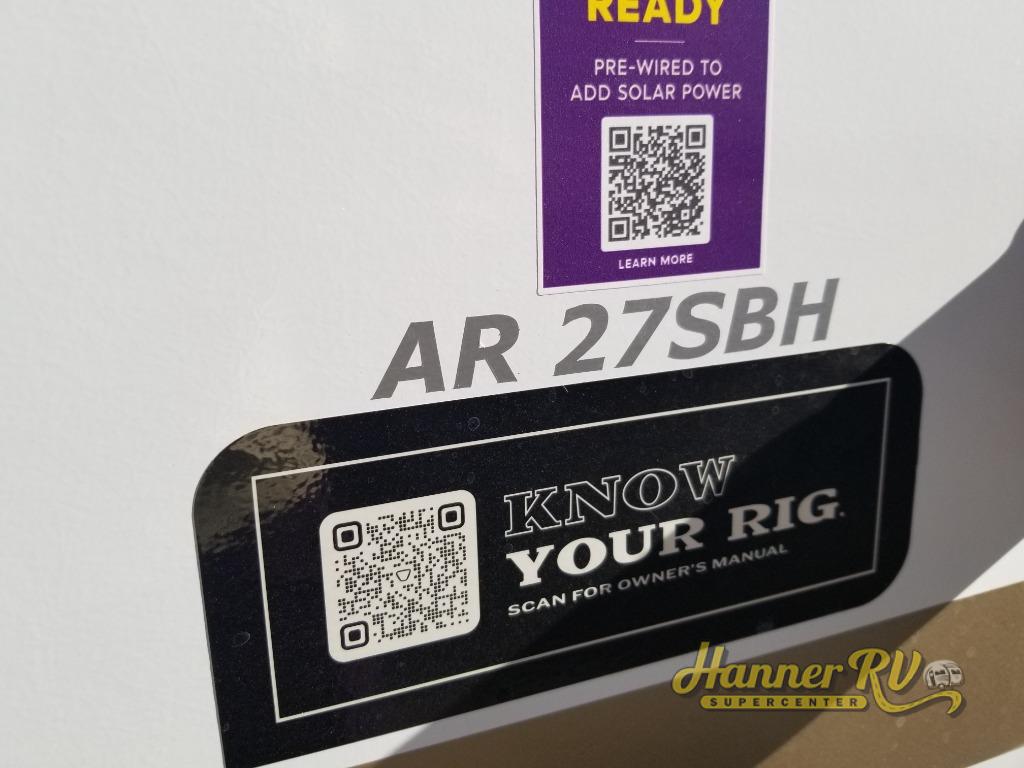 READY
PRE-WIRED TO
ADD SOLAR POWER
LEARN MORE
AR 27SBH
KNOW
YOUR RIG.
SCAN FOR OWNER'S MANUAL
Hanner RV
SUPERCENTER